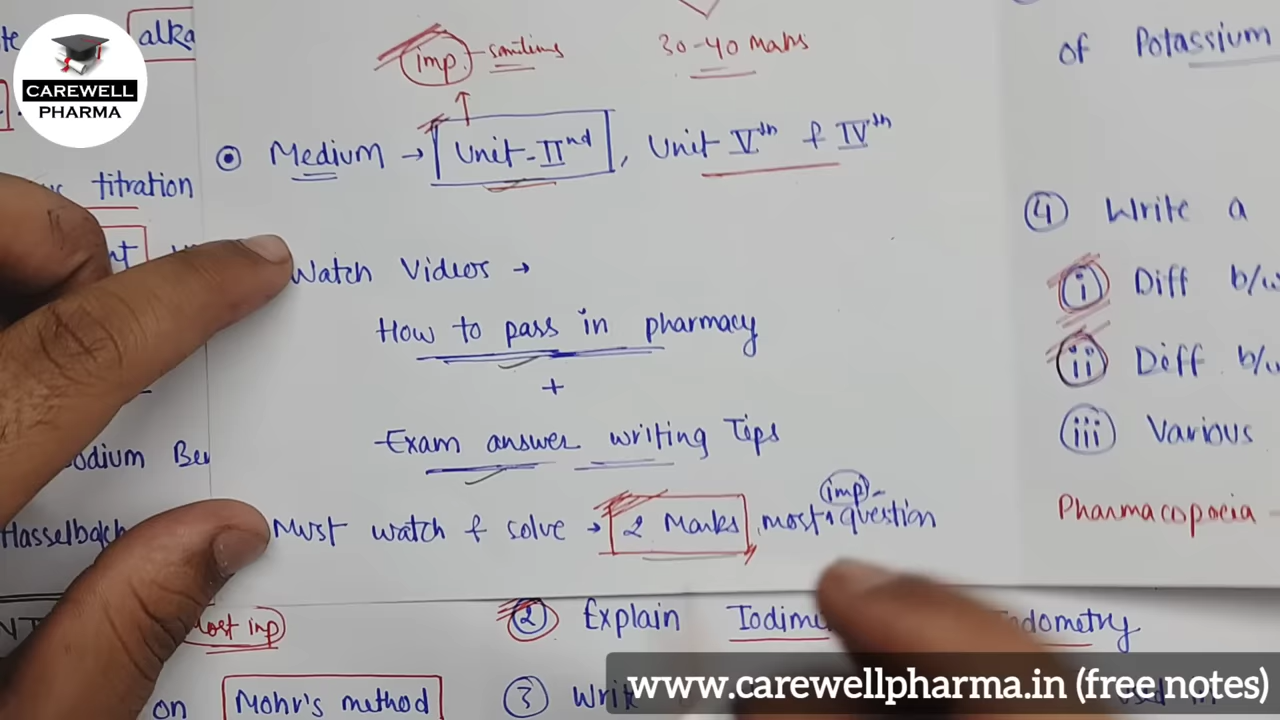 CAREWELL
PHARMA
alka
titration
odium Be
Hasselbach
imp. - somtims
30-40 Marks
Medium → Unit-IInd, Unit Vth & IVth
Watch Videos →
How to pass in pharmacy
+
Exam answer writing Tips
Must watch & solve → 2 Marks most imp- question
of Potassium
④ Write a
i Diff b/w
ii Diff b/w
iii Various
Pharmacopoeia
Most imp
② Explain
on Mohr's method
③
www.carewellpharma.in (free notes)